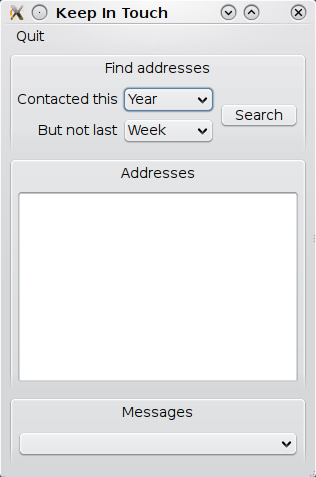 Keep In Touch
Quit
Find addresses
Contacted this Year
Search
But not last Week
Addresses
Messages